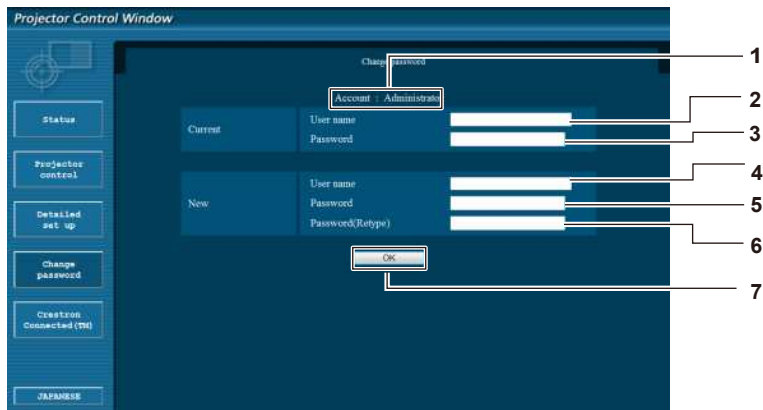 Projector Control Window
Change password
1
Account : Administrator
2
Status
Current
User name
Password
3
Projector
control
User name
4
New
Password
5
Detailed
set up
Password(Retype)
6
OK
Change
password
7
Crestron
Connected(TM)
JAPANESE